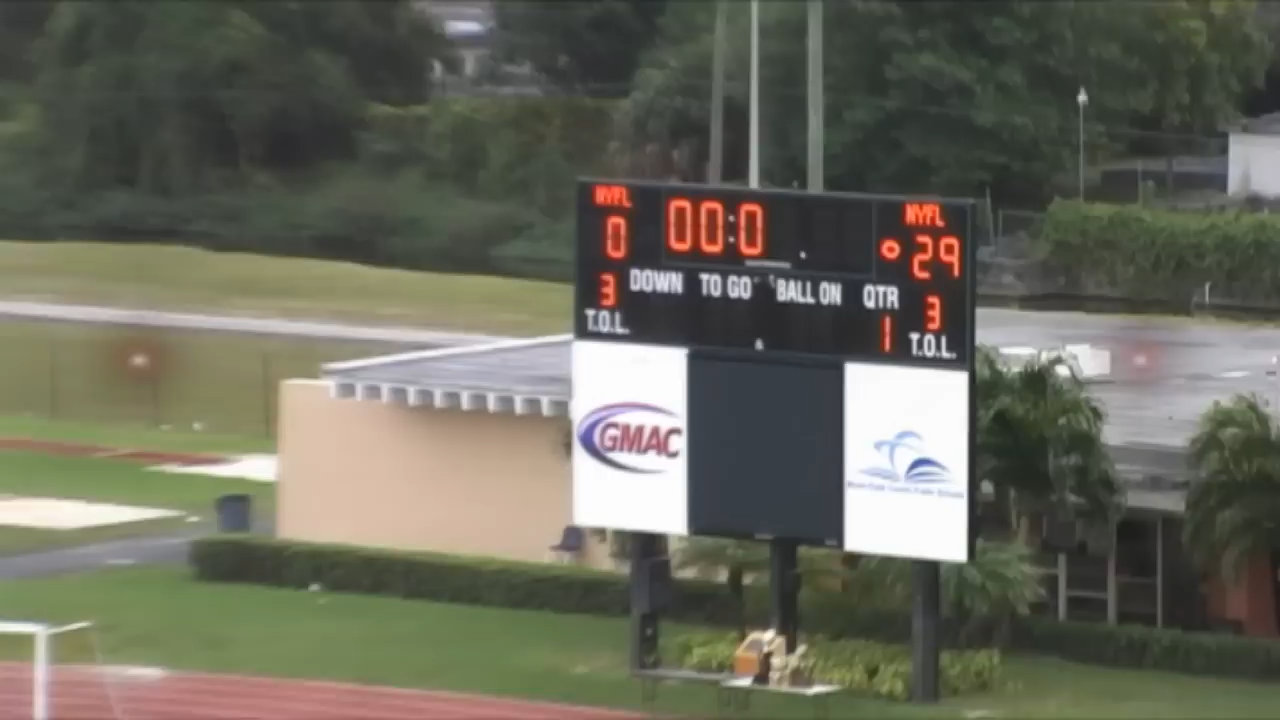 NYFL NYFL
0 00:0 29
DOWN TO GO BALL ON QTR
3 1 3
T.O.L. T.O.L.
GMAC